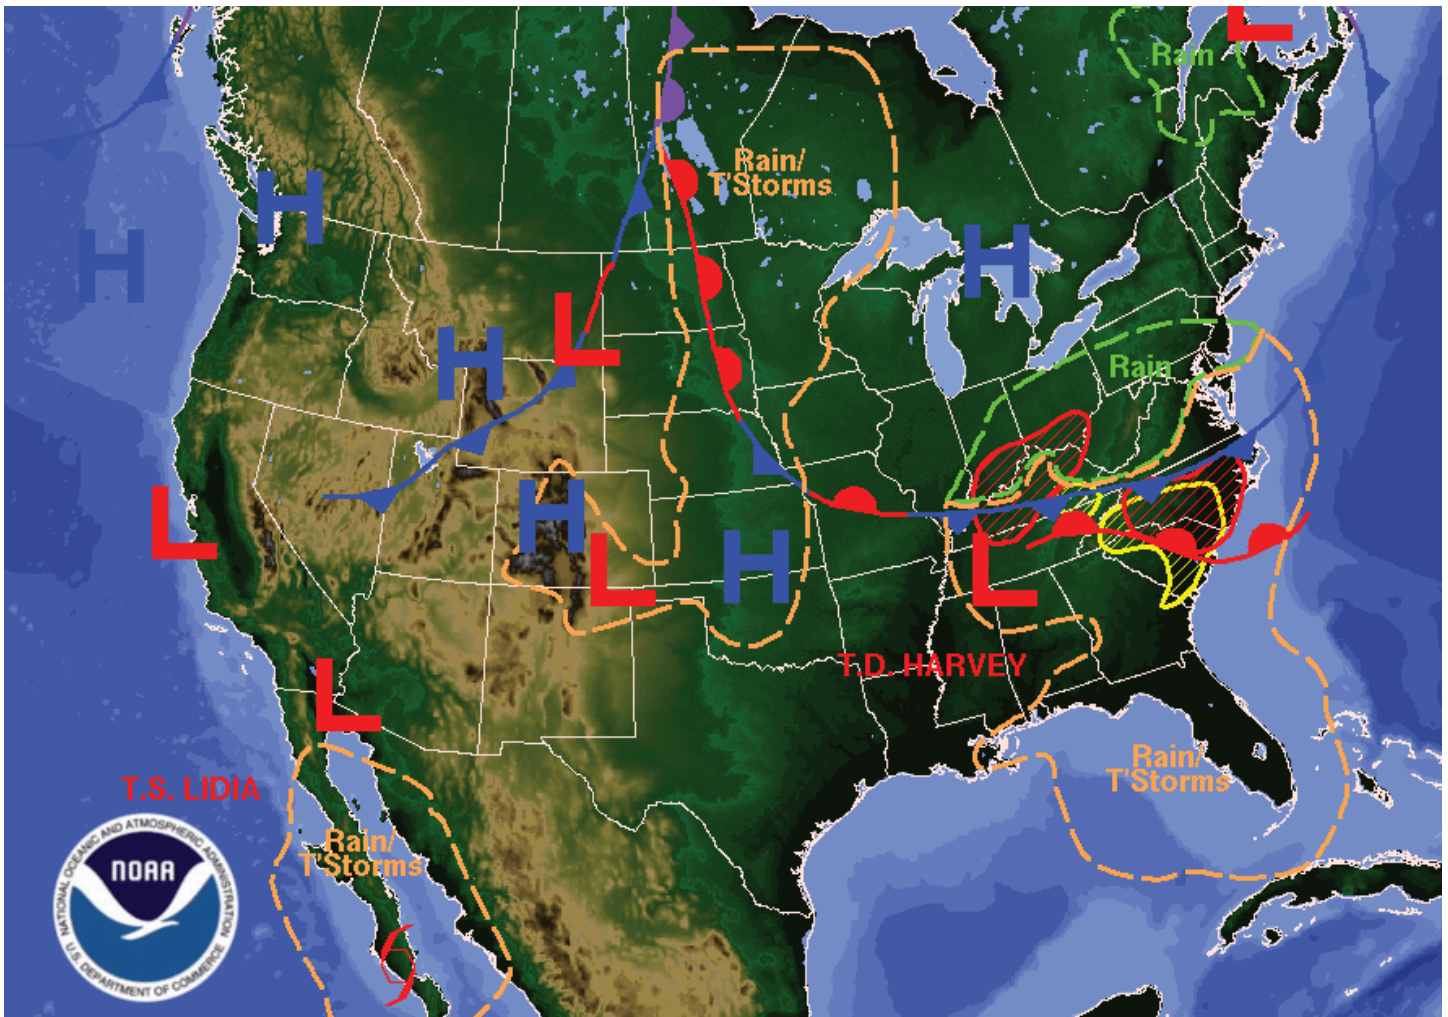 L
Rain
Rain/
T'Storms
H
H
H
L
H
Rain
H
L
H
L
L
T.D. HARVEY
L
T.S. LIDIA
Rain/
T'Storms
Rain/
T'Storms
NATIONAL OCEANIC AND ATMOSPHERIC ADMINISTRATION
NOAA
U.S. DEPARTMENT OF COMMERCE